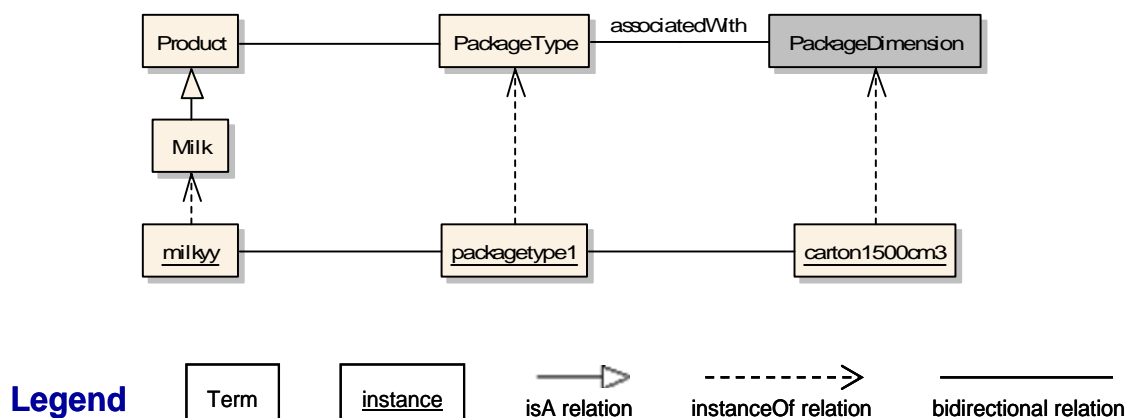 associatedWith
Product PackageType PackageDimension
Milk
milkyy packagetype1 carton1500cm3
Legend Term instance
isA relation instanceOf relation bidirectional relation